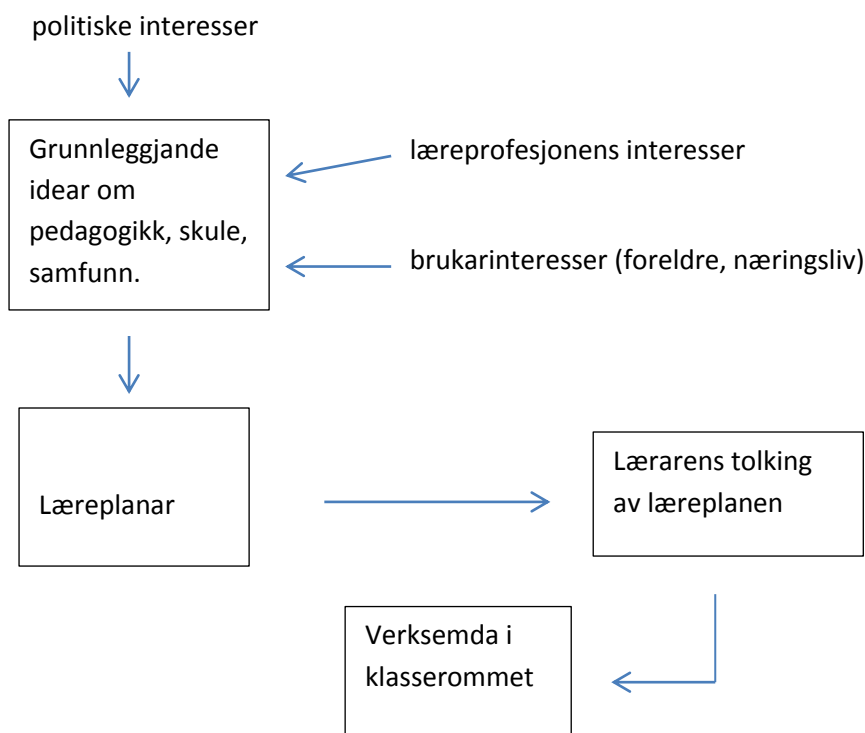 politiske interesser
Grunnleggjande
idear om
pedagogikk, skule,
samfunn.
læreprofesjonens interesser
brukarinteresser (foreldre, næringsliv)
Læreplanar
Lærarens tolking
av læreplanen
Verksemda i
klasserommet